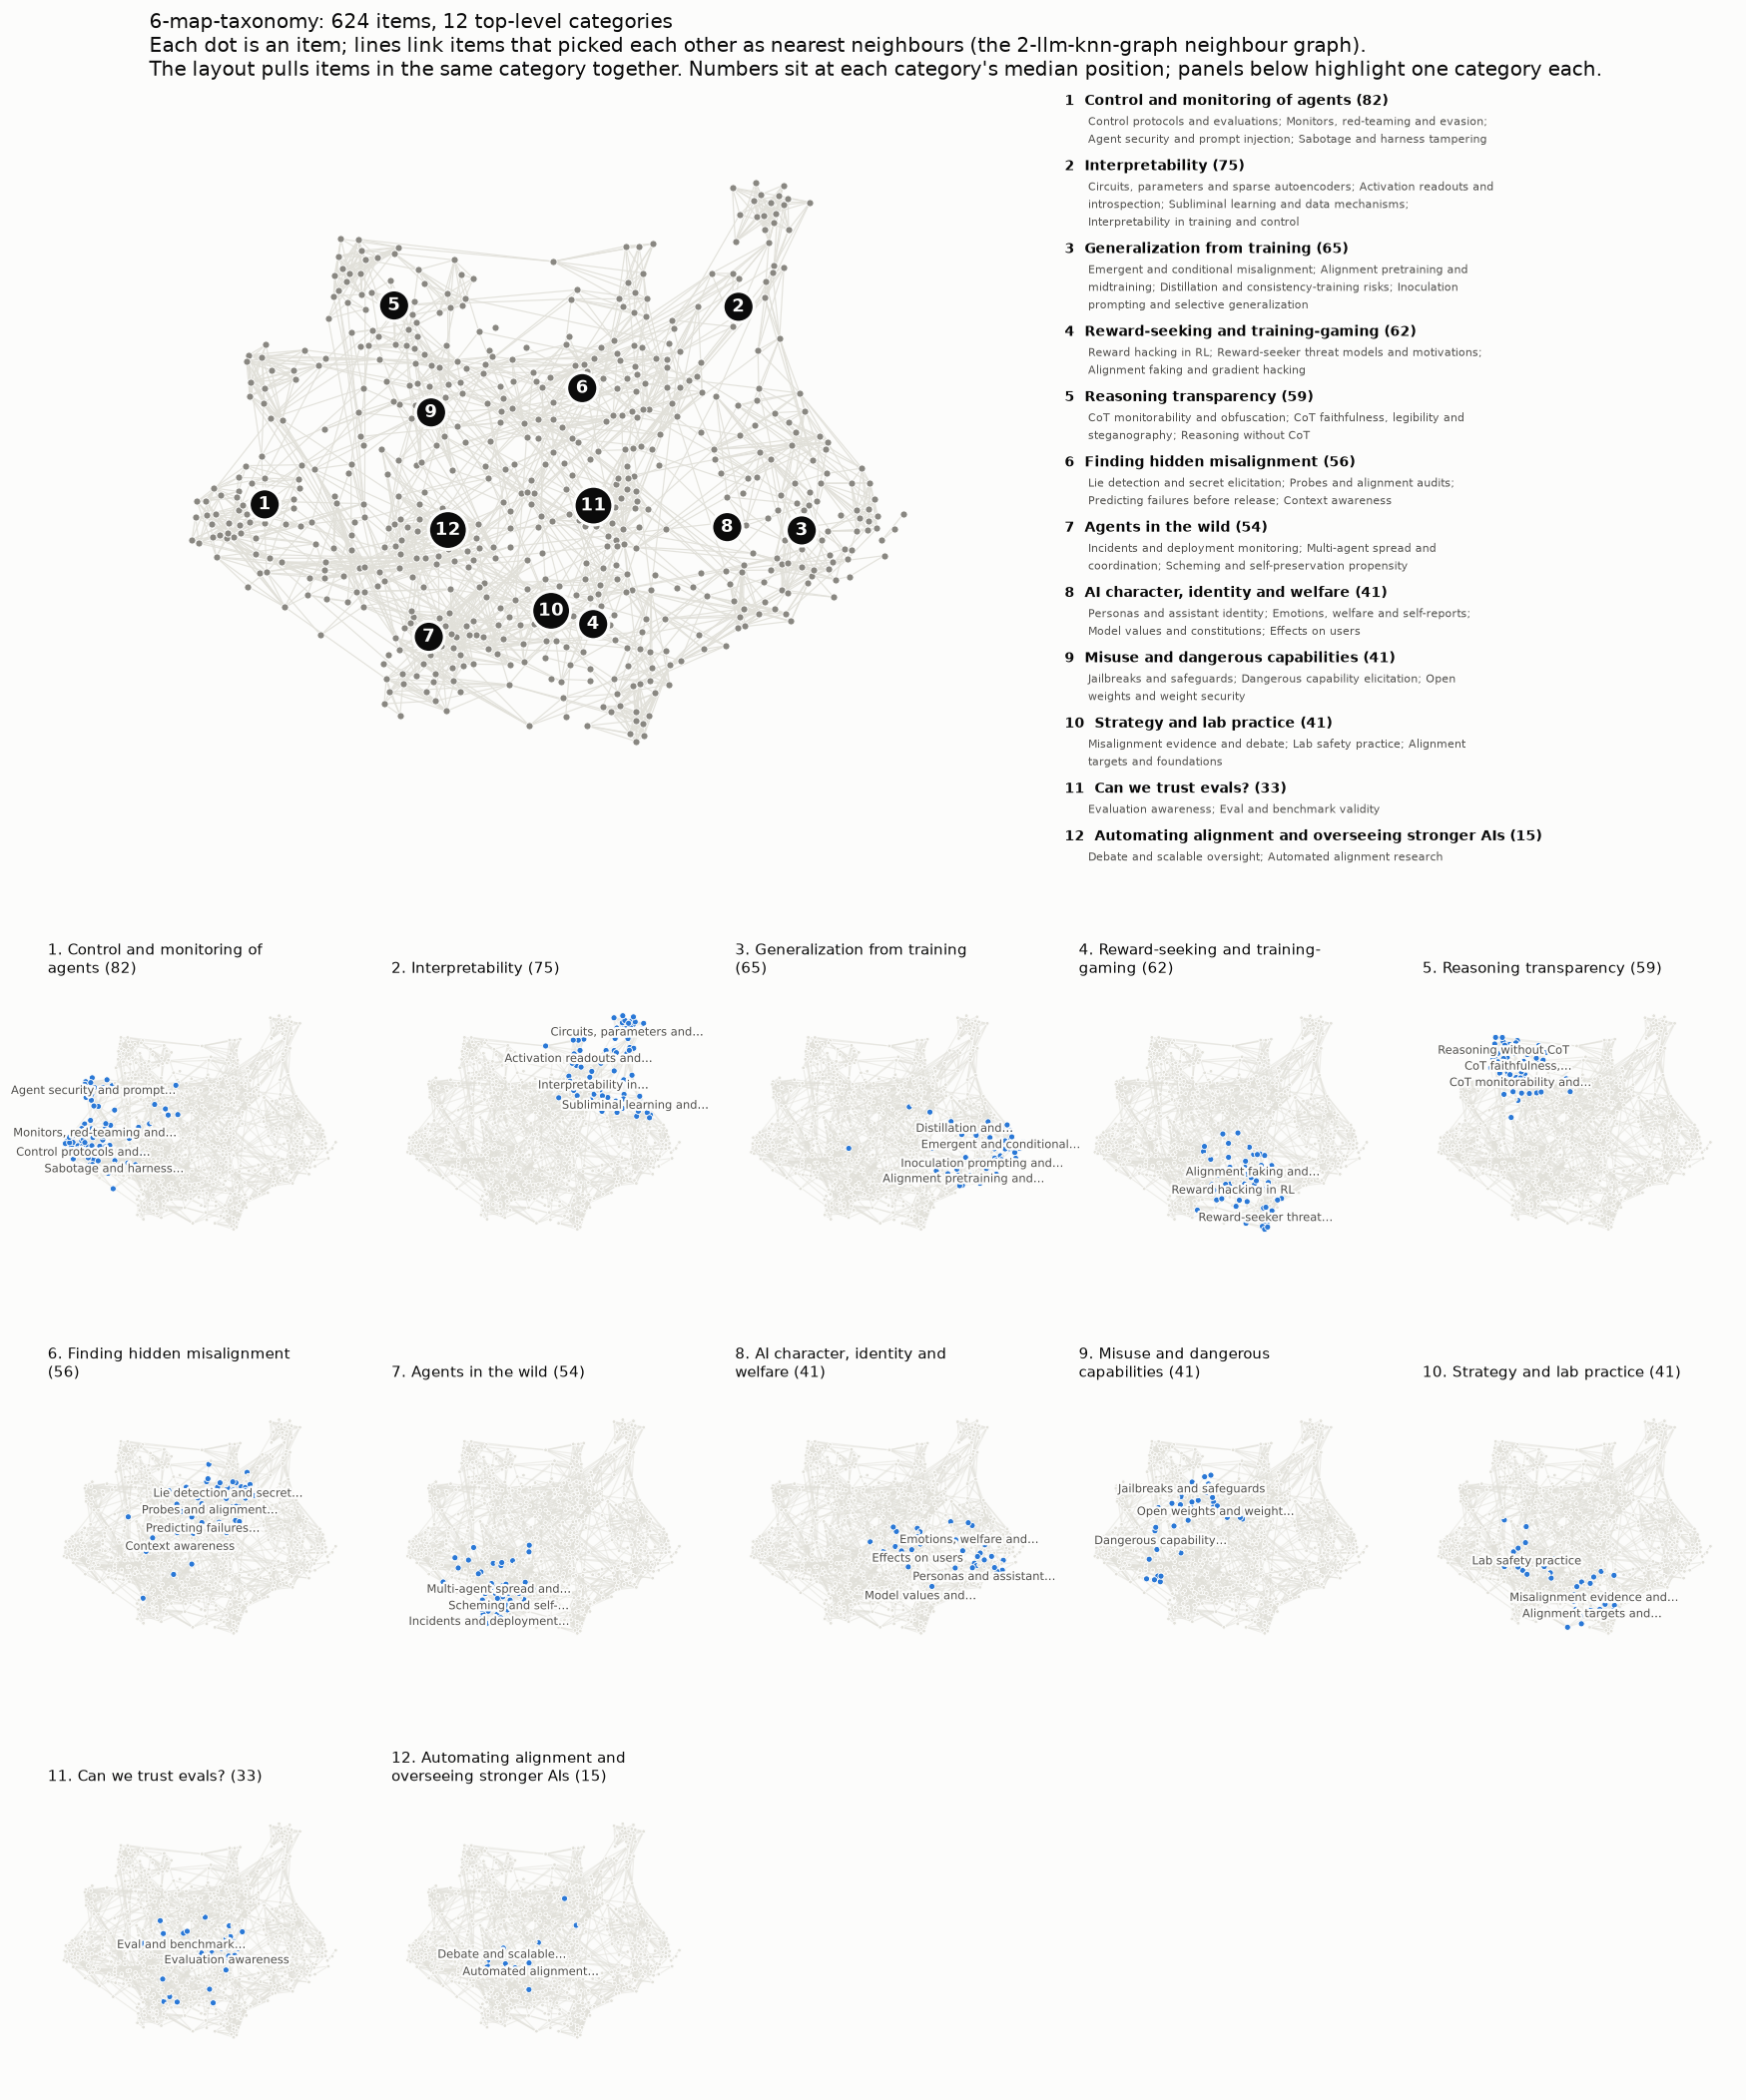 6-map-taxonomy: 624 items, 12 top-level categories
Each dot is an item; lines link items that picked each other as nearest neighbours (the 2-llm-knn-graph neighbour graph).
The layout pulls items in the same category together. Numbers sit at each category's median position; panels below highlight one category each.
1 Control and monitoring of agents (82)
Control protocols and evaluations; Monitors, red-teaming and evasion;
Agent security and prompt injection; Sabotage and harness tampering
2 Interpretability (75)
Circuits, parameters and sparse autoencoders; Activation readouts and
introspection; Subliminal learning and data mechanisms;
Interpretability in training and control
3 Generalization from training (65)
Emergent and conditional misalignment; Alignment pretraining and
midtraining; Distillation and consistency-training risks; Inoculation
prompting and selective generalization
4 Reward-seeking and training-gaming (62)
Reward hacking in RL; Reward-seeker threat models and motivations;
Alignment faking and gradient hacking
5 Reasoning transparency (59)
CoT monitorability and obfuscation; CoT faithfulness, legibility and
steganography; Reasoning without CoT
6 Finding hidden misalignment (56)
Lie detection and secret elicitation; Probes and alignment audits;
Predicting failures before release; Context awareness
7 Agents in the wild (54)
Incidents and deployment monitoring; Multi-agent spread and
coordination; Scheming and self-preservation propensity
8 AI character, identity and welfare (41)
Personas and assistant identity; Emotions, welfare and self-reports;
Model values and constitutions; Effects on users
9 Misuse and dangerous capabilities (41)
Jailbreaks and safeguards; Dangerous capability elicitation; Open
weights and weight security
10 Strategy and lab practice (41)
Misalignment evidence and debate; Lab safety practice; Alignment
targets and foundations
11 Can we trust evals? (33)
Evaluation awareness; Eval and benchmark validity
12 Automating alignment and overseeing stronger AIs (15)
Debate and scalable oversight; Automated alignment research
5
2
6
9
1
11
12
8
3
10
4
7
1. Control and monitoring of
agents (82)
Agent security and prompt...
Monitors, red-teaming and...
Control protocols and...
Sabotage and harness...
2. Interpretability (75)
Circuits, parameters and...
Activation readouts and...
Interpretability in...
Subliminal learning and...
3. Generalization from training
(65)
Distillation and...
Emergent and conditional...
Inoculation prompting and...
Alignment pretraining and...
4. Reward-seeking and training-
gaming (62)
Alignment faking and...
Reward hacking in RL
Reward-seeker threat...
5. Reasoning transparency (59)
Reasoning without CoT
CoT faithfulness,...
CoT monitorability and...
6. Finding hidden misalignment
(56)
Lie detection and secret...
Probes and alignment...
Predicting failures...
Context awareness
7. Agents in the wild (54)
Multi-agent spread and...
Scheming and self-...
Incidents and deployment...
8. AI character, identity and
welfare (41)
Emotions, welfare and...
Effects on users
Personas and assistant...
Model values and...
9. Misuse and dangerous
capabilities (41)
Jailbreaks and safeguards
Open weights and weight...
Dangerous capability...
10. Strategy and lab practice (41)
Lab safety practice
Misalignment evidence and...
Alignment targets and...
11. Can we trust evals? (33)
Eval and benchmark...
Evaluation awareness
12. Automating alignment and
overseeing stronger AIs (15)
Debate and scalable...
Automated alignment...